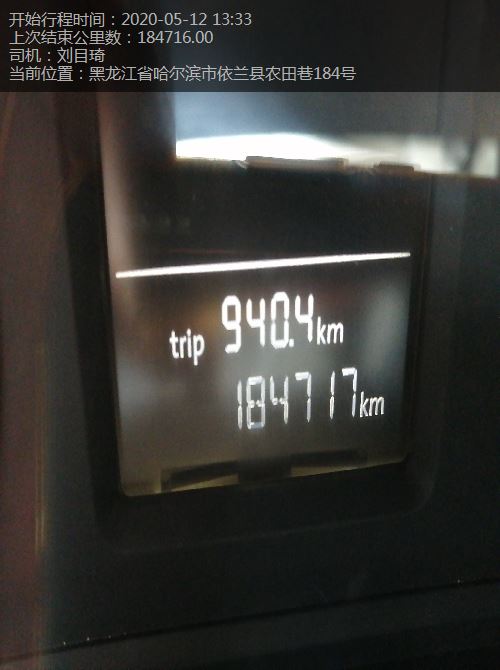 开始行程时间：2020-05-12 13:33
上次结束公里数：184716.00
司机：刘目琦
当前位置：黑龙江省哈尔滨市依兰县农田巷184号
trip 940.4km
184717km